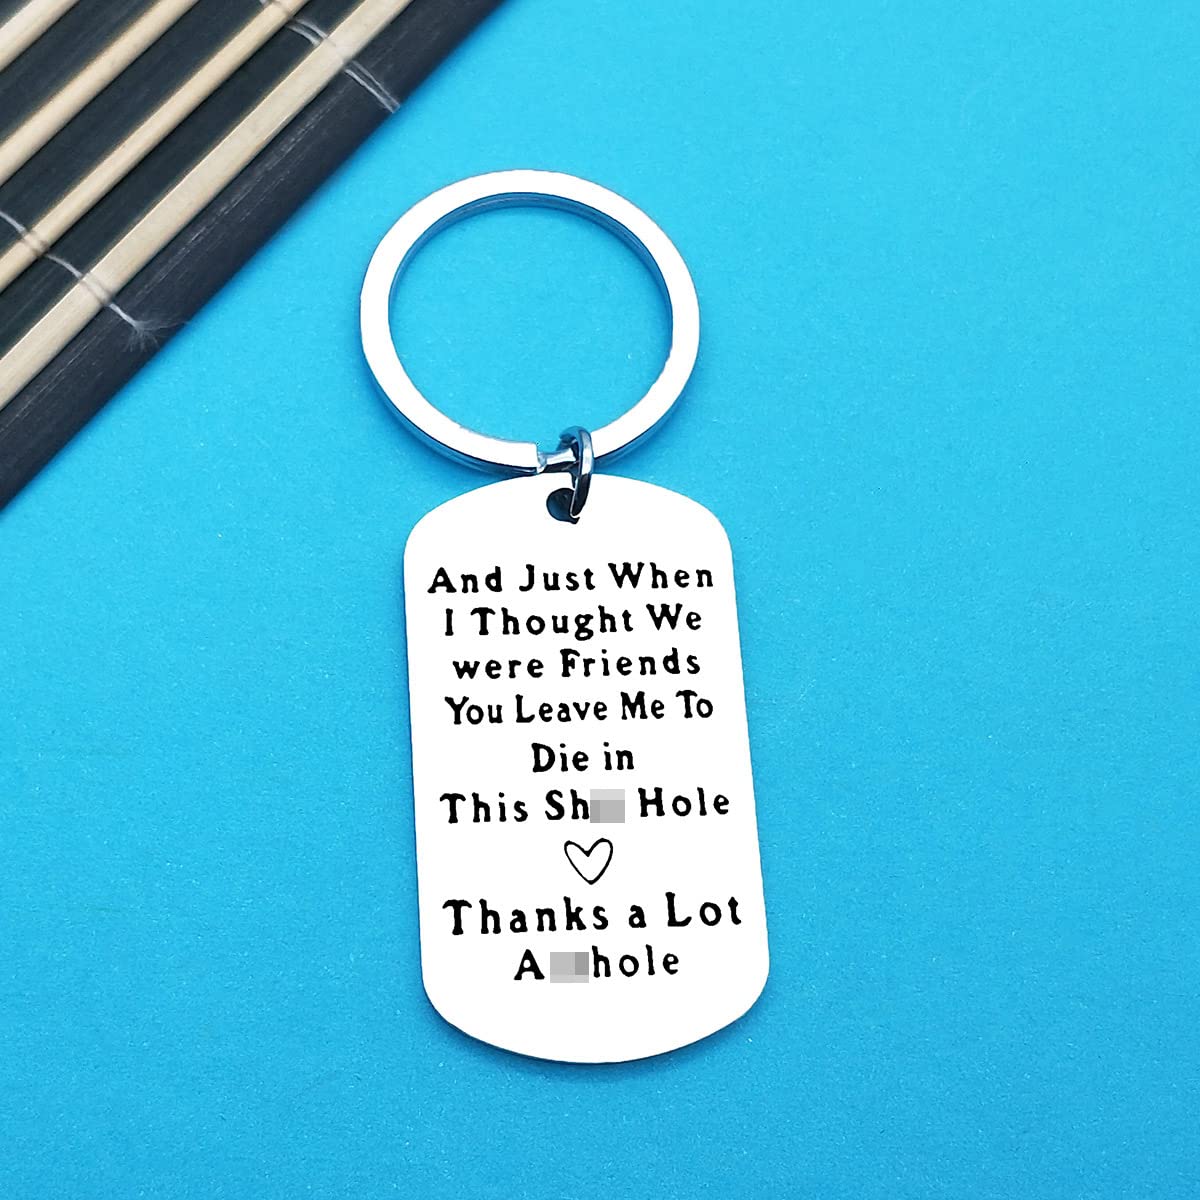 And Just When
I Thought We
were Friends
You Leave Me To
Die in
This Sh Hole
Thanks a Lot
A hole